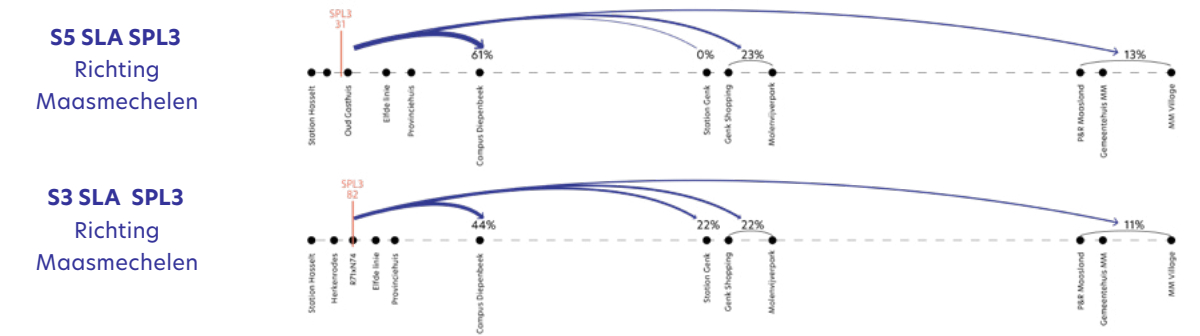 S5 SLA SPL3
Richting
Maasmechelen
SPL3
31
61%
0%
23%
13%
Station Hasselt
Oud Gasthuis
Elfde linie
Provinciehuis
Campus Diepenbeek
Station Genk
Genk Shopping
Molenvijverpark
P&R Maasland
Gemeentehuis MM
MM Village
S3 SLA SPL3
Richting
Maasmechelen
SPL3
82
44%
22%
22%
11%
Station Hasselt
Herkenrodes
R71xN74
Elfde linie
Provinciehuis
Campus Diepenbeek
Station Genk
Genk Shopping
Molenvijverpark
P&R Maasland
Gemeentehuis MM
MM Village